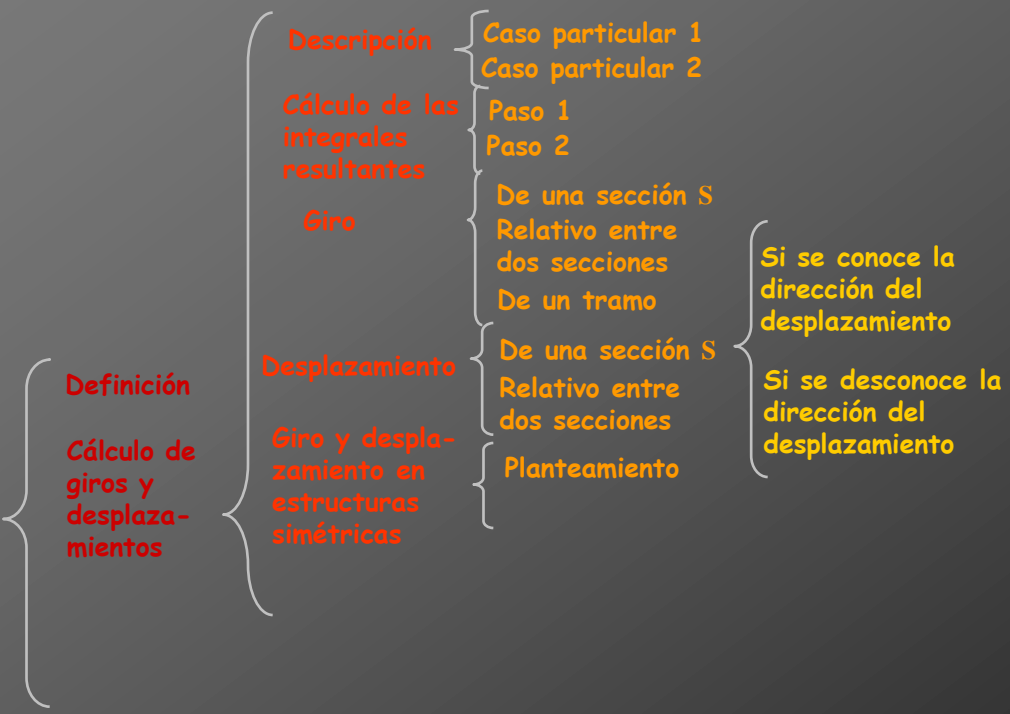 Definición
Cálculo de
giros y
desplaza-
mientos
Descripción
Caso particular 1
Caso particular 2
Cálculo de las
integrales
resultantes
Paso 1
Paso 2
Giro
De una sección S
Relativo entre
dos secciones
De un tramo
Desplazamiento
De una sección S
Relativo entre
dos secciones
Si se conoce la
dirección del
desplazamiento
Si se desconoce la
dirección del
desplazamiento
Giro y despla-
zamiento en
estructuras
simétricas
Planteamiento